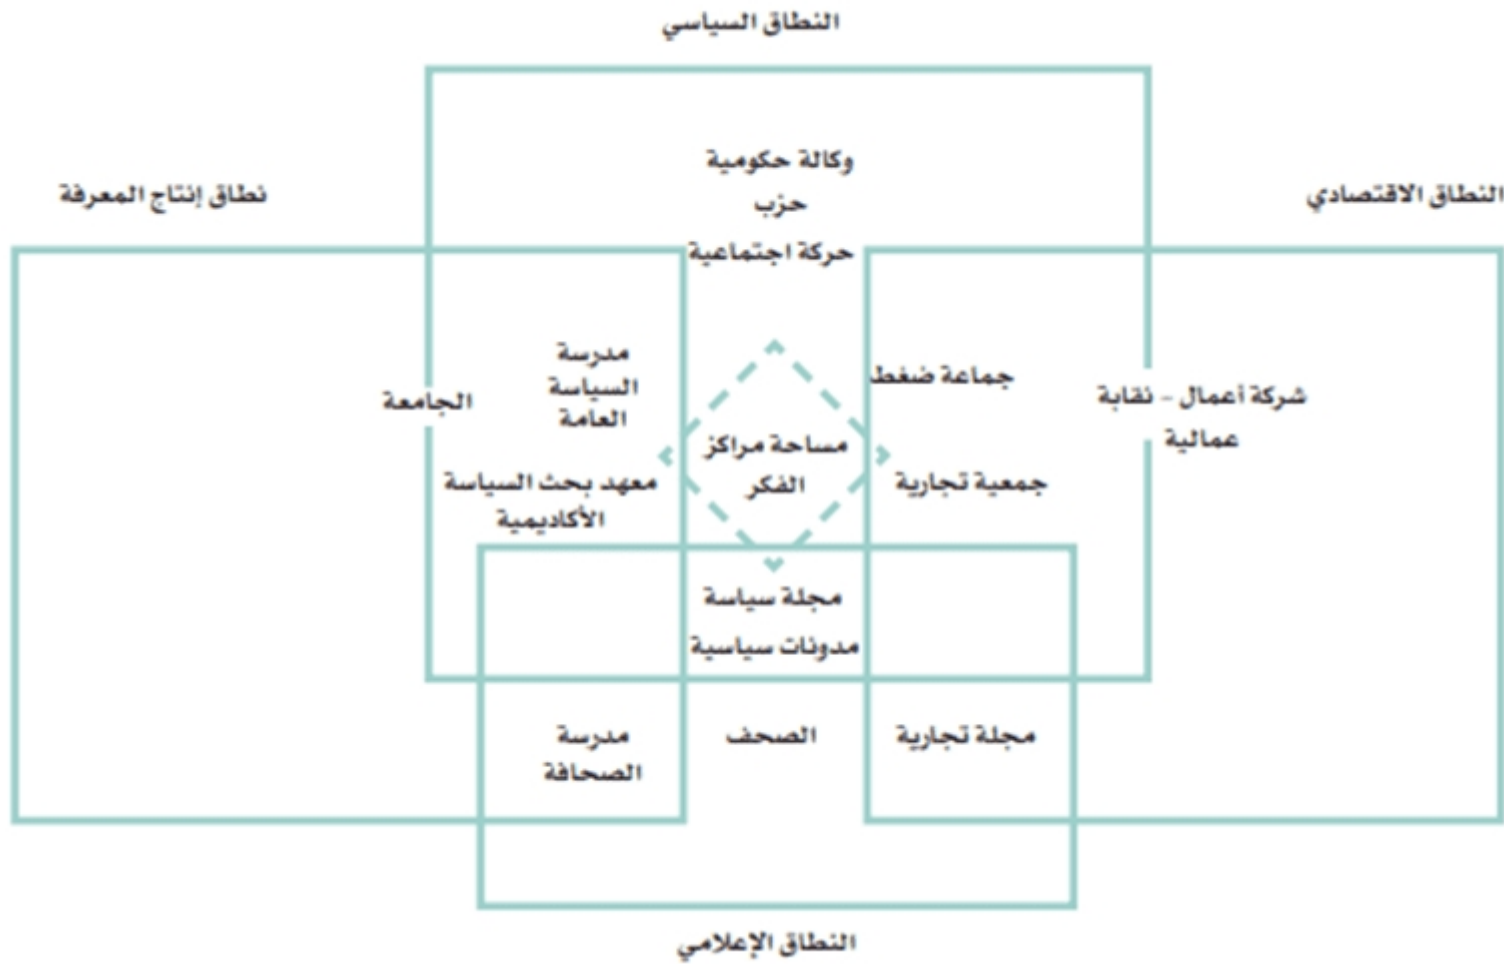 النطاق السياسي
وكالة حكومية
حزب
حركة اجتماعية
النطاق الاقتصادي
نطاق إنتاج المعرفة
جماعة ضغط
شركة أعمال - نقابة
عمالية
جمعية تجارية
مدرسة
السياسة
العامة
الجامعة
معهد بحث السياسة
الأكاديمية
مساحة مراكز
الفكر
مجلة سياسة
مدونات سياسية
مجلة تجارية
الصحف
مدرسة
الصحافة
النطاق الإعلامي